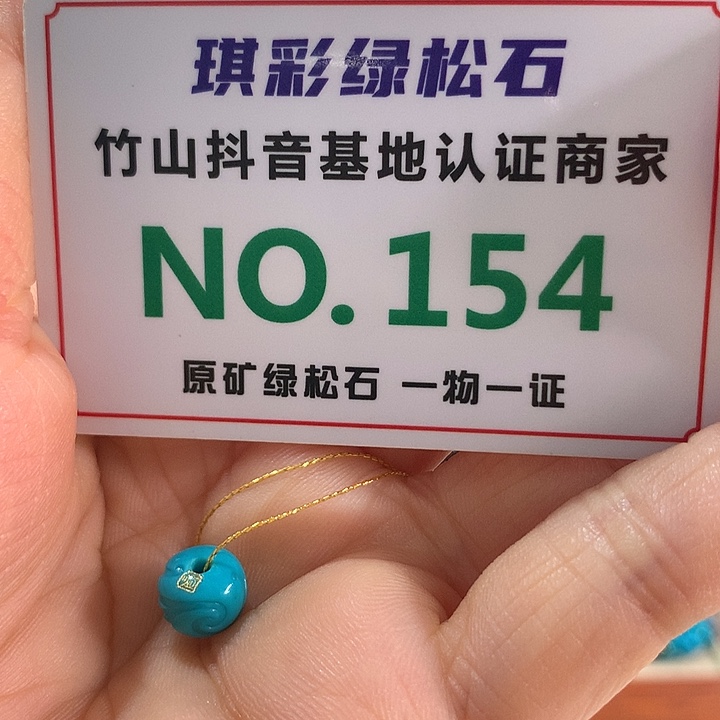 琪彩绿松石
竹山抖音基地认证商家
NO.154
原矿绿松石 一物一证